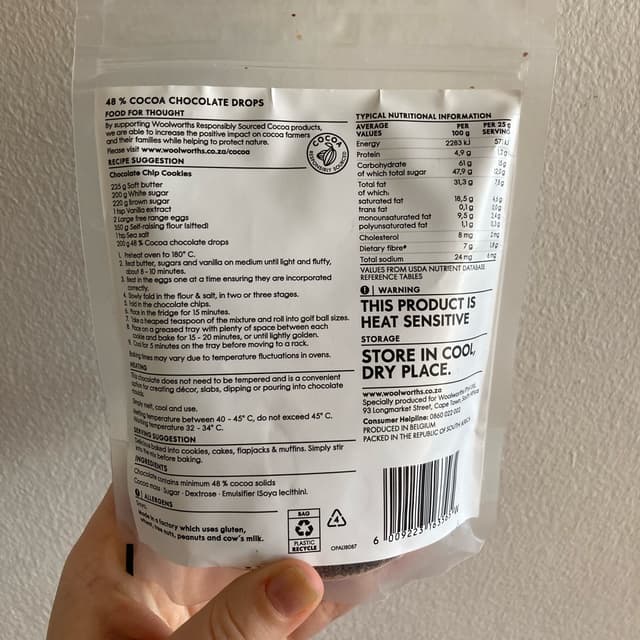 48 % COCOA CHOCOLATE DROPS
FOOD FOR THOUGHT
By supporting Woolworths Responsibly Sourced Cocoa products,
we are able to increase the positive impact on cocoa farmers
and their families while helping to protect nature.
Please visit www.woolworths.co.za/cocoa
COCOA
RESPONSIBLY SOURCED
RECIPE SUGGESTION
Chocolate Chip Cookies
225 g Soft butter
200 g White sugar
220 g Brown sugar
1 tsp Vanilla extract
2 Large free range eggs
350 g Self-raising flour (sifted)
1 tsp Sea salt
200 g 48 % Cocoa chocolate drops
1. Preheat oven to 180° C.
2. Beat butter, sugars and vanilla on medium until light and fluffy,
about 8 - 10 minutes.
3. Beat in the eggs one at a time ensuring they are incorporated
correctly.
4. Slowly fold in the flour & salt, in two or three stages.
5. Fold in the chocolate chips.
6. Place in the fridge for 15 minutes.
7. Take a heaped teaspoon of the mixture and roll into golf ball sizes.
8. Place on a greased tray with plenty of space between each
cookie and bake for 15 - 20 minutes, or until lightly golden.
9. Cool for 5 minutes on the tray before moving to a rack.
Baking times may vary due to temperature fluctuations in ovens.
MELTING
This chocolate does not need to be tempered and is a convenient
option for creating décor, slabs, dipping or pouring into chocolate
moulds.
Simply melt, cool and use.
Melting temperature between 40 - 45° C, do not exceed 45° C.
Working temperature 32 - 34° C.
SERVING SUGGESTION
Delicious baked into cookies, cakes, flapjacks & muffins. Simply stir
into the mix before baking.
INGREDIENTS
Chocolate contains minimum 48 % cocoa solids
Cocoa mass · Sugar · Dextrose · Emulsifier (Soya lecithin).
ALLERGENS
Soya.
Made in a factory which uses gluten,
wheat, tree nuts, peanuts and cow's milk.
BAG
PLASTIC
RECYCLE
4
OPAL18087
TYPICAL NUTRITIONAL INFORMATION
AVERAGE VALUES PER 100 g PER 25 g SERVING
Energy 2283 kJ 571 kJ
Protein 4,9 g
Carbohydrate 61 g 15 g
of which total sugar 47,9 g
Total fat 31,3 g 7,8 g
of which:
saturated fat 18,5 g 4,6 g
trans fat 0,1 g 0,0 g
monounsaturated fat 9,5 g 2,4 g
polyunsaturated fat 1,1 g 0,3 g
Cholesterol 8 mg 2 mg
Dietary fibre# 7 g 1,8 g
Total sodium 24 mg 6 mg
VALUES FROM USDA NUTRIENT DATABASE
REFERENCE TABLES
WARNING
THIS PRODUCT IS
HEAT SENSITIVE
STORAGE
STORE IN COOL,
DRY PLACE.
www.woolworths.co.za
Specially produced for Woolworths Pty Ltd,
93 Longmarket Street, Cape Town, South Africa
Consumer Helpline: 0860 022 002
PRODUCED IN BELGIUM
PACKED IN THE REPUBLIC OF SOUTH AFRICA